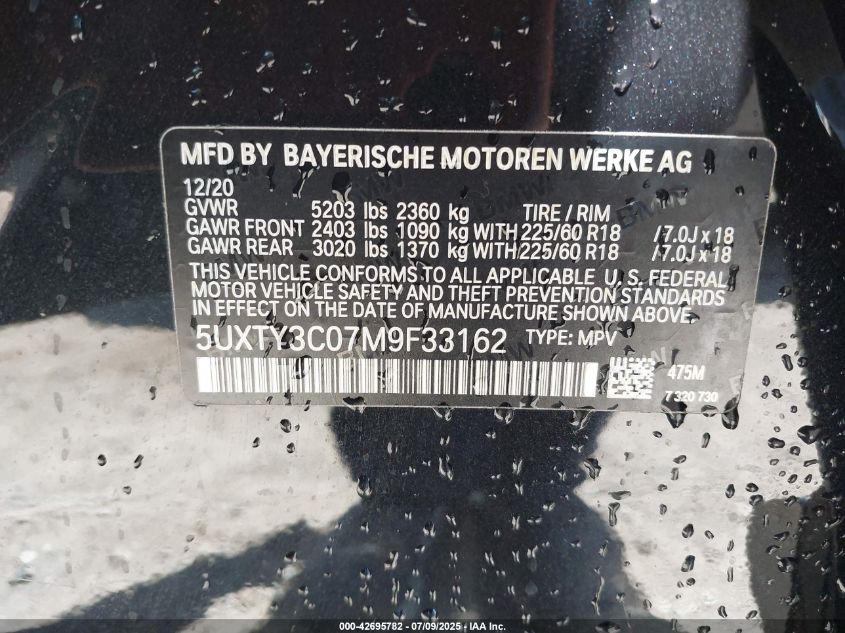 MFD BY BAYERISCHE MOTOREN WERKE AG
12/20
GVWR 5203 lbs 2360 kg TIRE / RIM
GAWR FRONT 2403 lbs 1090 kg WITH 225/60 R18 /7.0J x 18
GAWR REAR 3020 lbs 1370 kg WITH 225/60 R18 /7.0J x 18
THIS VEHICLE CONFORMS TO ALL APPLICABLE U. S. FEDERAL
MOTOR VEHICLE SAFETY AND THEFT PREVENTION STANDARDS
IN EFFECT ON THE DATE OF MANUFACTURE SHOWN ABOVE.
5UXTY3C07M9F33162 TYPE: MPV
475M
7 320 730
000-42695782 / 07/09/2025 - IAA Inc.